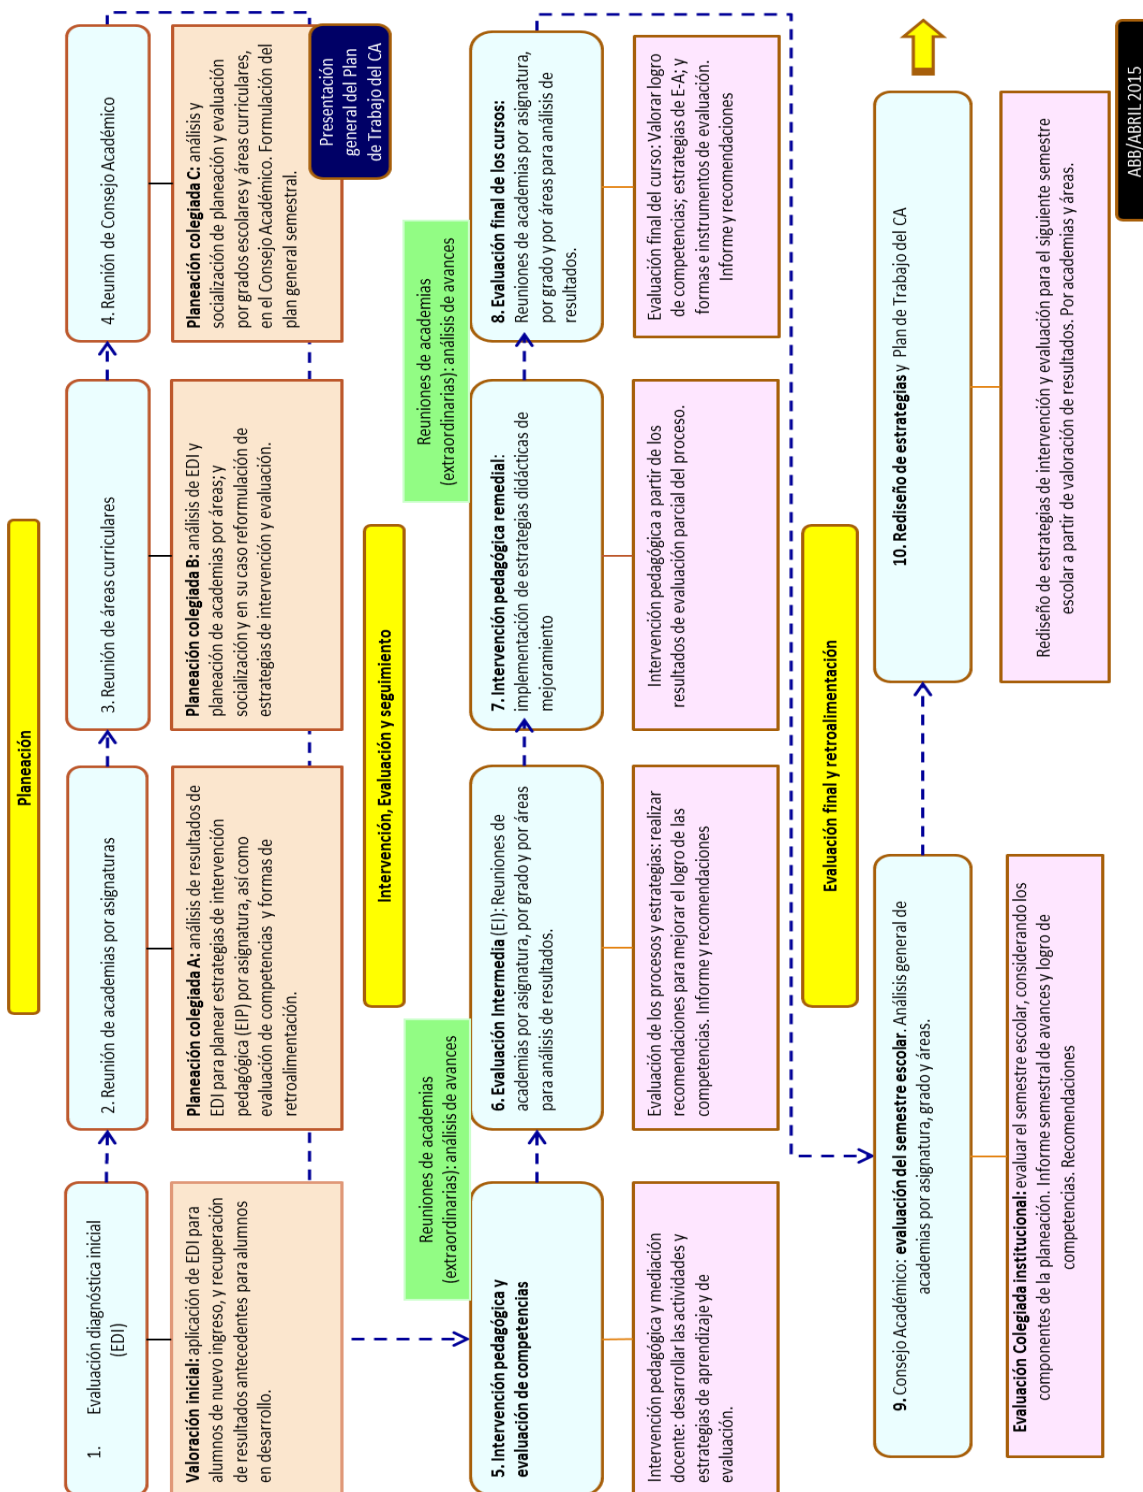 Planeación
1. Evaluación diagnóstica inicial
(EDI)
2. Reunión de academias por asignaturas
3. Reunión de áreas curriculares
4. Reunión de Consejo Académico
Valoración inicial: aplicación de EDI para
alumnos de nuevo ingreso, y recuperación
de resultados antecedentes para alumnos
en desarrollo.
Planeación colegiada A: análisis de resultados de
EDI para planear estrategias de intervención
pedagógica (EIP) por asignatura, así como
evaluación de competencias y formas de
retroalimentación.
Planeación colegiada B: análisis de EDI y
planeación de academias por áreas; y
socialización y en su caso reformulación de
estrategias de intervención y evaluación.
Planeación colegiada C: análisis y
socialización de planeación y evaluación
por grados escolares y áreas curriculares,
en el Consejo Académico. Formulación del
plan general semestral.
Presentación
general del Plan
de Trabajo del CA
Intervención, Evaluación y seguimiento
Reuniones de academias
(extraordinarias): análisis de avances
Reuniones de academias
(extraordinarias): análisis de avances
5. Intervención pedagógica y
evaluación de competencias
6. Evaluación Intermedia (EI): Reuniones de
academias por asignatura, por grado y por áreas
para análisis de resultados.
7. Intervención pedagógica remedial:
implementación de estrategias didácticas de
mejoramiento
8. Evaluación final de los cursos:
Reuniones de academias por asignatura,
por grado y por áreas para análisis de
resultados.
Intervención pedagógica y mediación
docente: desarrollar las actividades y
estrategias de aprendizaje y de
evaluación.
Evaluación de los procesos y estrategias: realizar
recomendaciones para mejorar el logro de las
competencias. Informe y recomendaciones
Intervención pedagógica a partir de los
resultados de evaluación parcial del proceso.
Evaluación final del curso: Valorar logro
de competencias; estrategias de E-A; y
formas e instrumentos de evaluación.
Informe y recomendaciones
Evaluación final y retroalimentación
9. Consejo Académico: evaluación del semestre escolar. Análisis general de
academias por asignatura, grado y áreas.
10. Rediseño de estrategias y Plan de Trabajo del CA
Evaluación Colegiada institucional: evaluar el semestre escolar, considerando los
componentes de la planeación. Informe semestral de avances y logro de
competencias. Recomendaciones
Rediseño de estrategias de intervención y evaluación para el siguiente semestre
escolar a partir de valoración de resultados. Por academias y áreas.
ABB/ABRIL 2015